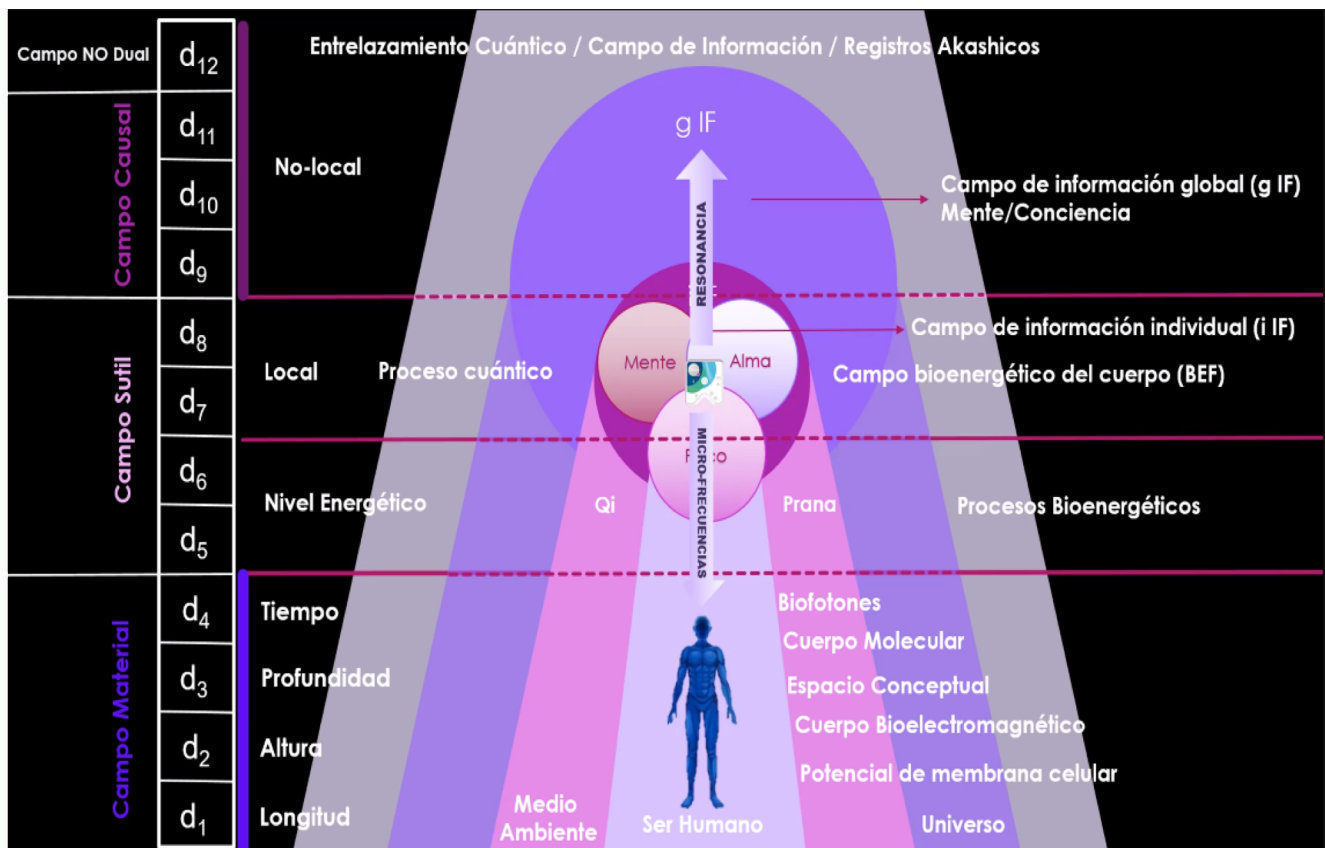 Campo NO Dual
d12
Entrelazamiento Cuántico / Campo de Información / Registros Akashicos
Campo Causal
d11
g IF
No-local
d10
RESONANCIA
Campo de información global (g IF)
Mente/Conciencia
d9
Campo Sutil
d8
Local
Proceso cuántico
Mente
Alma
Campo de información individual (i IF)
Campo bioenergético del cuerpo (BEF)
d7
d6
Nivel Energético
Qi
MICRO-FRECUENCIAS
Prana
Procesos Bioenergéticos
d5
Campo Material
d4
Tiempo
Biofotones
Cuerpo Molecular
d3
Profundidad
Espacio Conceptual
Cuerpo Bioelectromagnético
d2
Altura
Potencial de membrana celular
d1
Longitud
Medio
Ambiente
Ser Humano
Universo